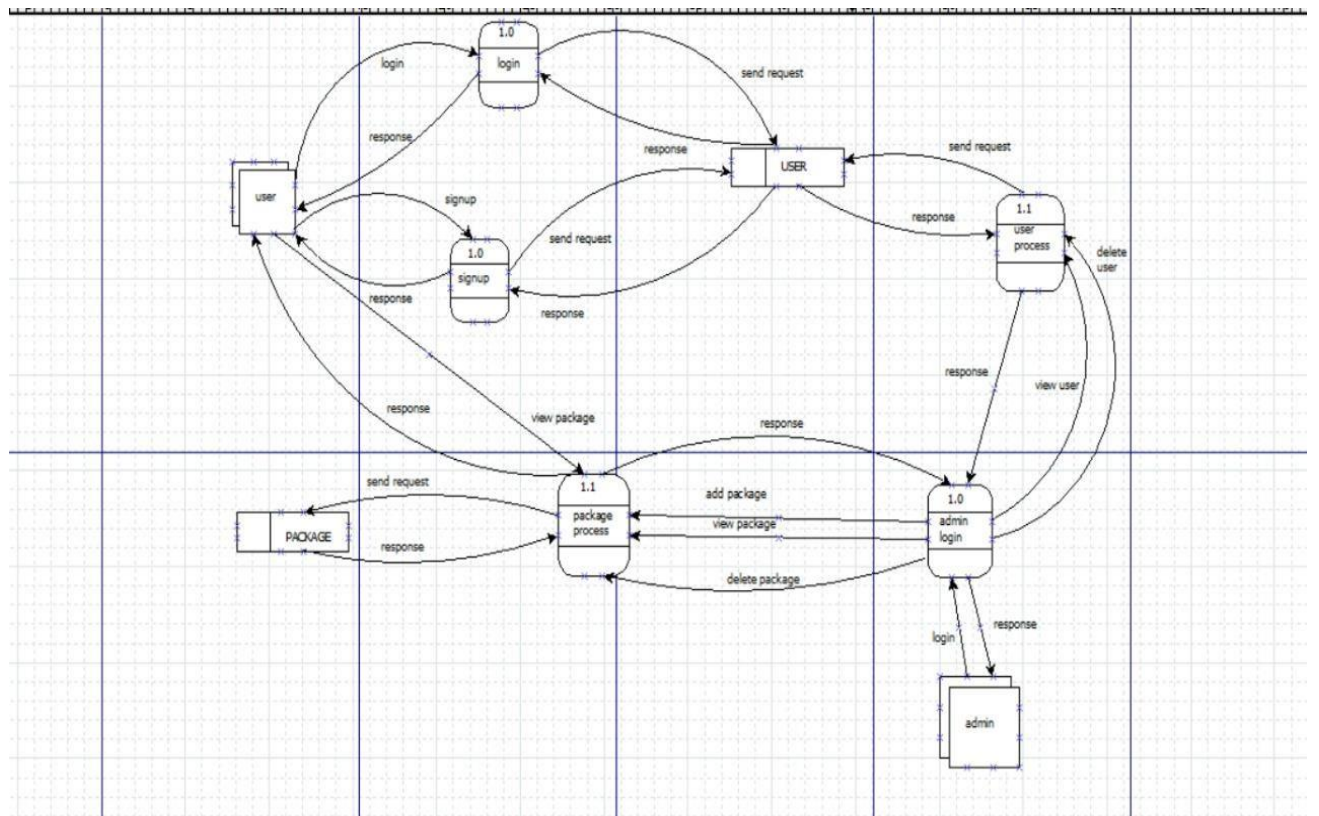 1.0
login
login
send request
response
response
USER
send request
user
signup
1.1
user
process
response
send request
1.0
signup
delete
user
response
response
response
view user
response
view package
response
send request
1.1
package
process
add package
view package
1.0
admin
login
PACKAGE
response
delete package
login
response
admin